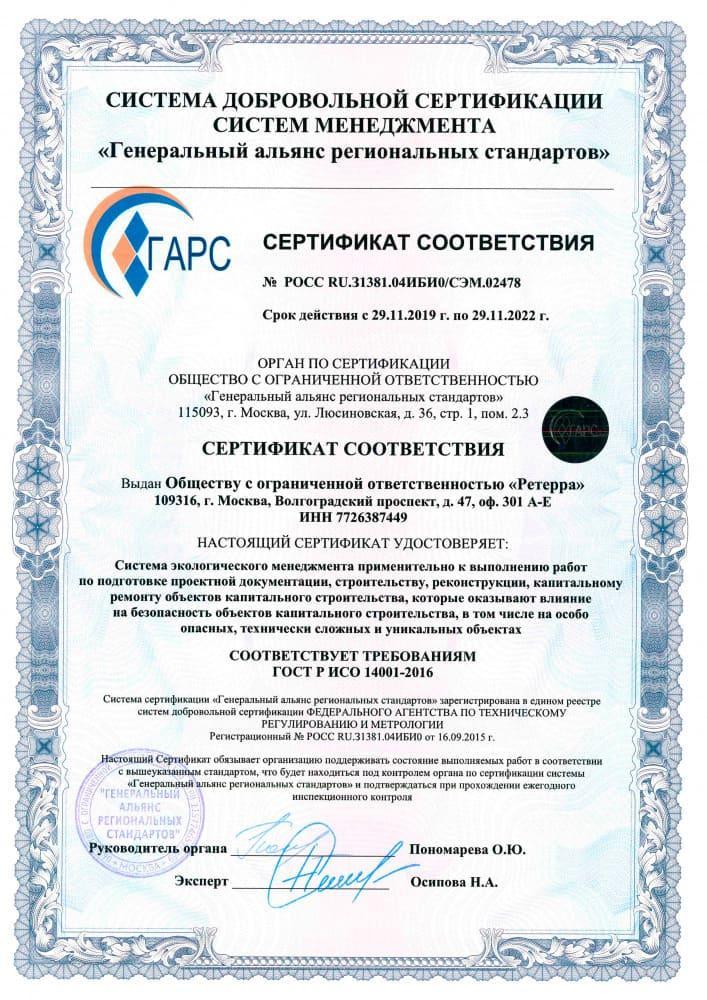 СИСТЕМА ДОБРОВОЛЬНОЙ СЕРТИФИКАЦИИ
СИСТЕМ МЕНЕДЖМЕНТА
«Генеральный альянс региональных стандартов»
ГАРС
СЕРТИФИКАТ СООТВЕТСТВИЯ
№ РОСС RU.31381.04ИБИ0/СЭМ.02478
Срок действия с 29.11.2019 г. по 29.11.2022 г.
ОРГАН ПО СЕРТИФИКАЦИИ
ОБЩЕСТВО С ОГРАНИЧЕННОЙ ОТВЕТСТВЕННОСТЬЮ
«Генеральный альянс региональных стандартов»
115093, г. Москва, ул. Люсиновская, д. 36, стр. 1, пом. 2.3
ГАРС
СЕРТИФИКАТ СООТВЕТСТВИЯ
Выдан Обществу с ограниченной ответственностью «Ретерра»
109316, г. Москва, Волгоградский проспект, д. 47, оф. 301 А-Е
ИНН 7726387449
НАСТОЯЩИЙ СЕРТИФИКАТ УДОСТОВЕРЯЕТ:
Система экологического менеджмента применительно к выполнению работ
по подготовке проектной документации, строительству, реконструкции, капитальному
ремонту объектов капитального строительства, которые оказывают влияние
на безопасность объектов капитального строительства, в том числе на особо
опасных, технически сложных и уникальных объектах
СООТВЕТСТВУЕТ ТРЕБОВАНИЯМ
ГОСТ Р ИСО 14001-2016
Система сертификации «Генеральный альянс региональных стандартов» зарегистрирована в едином реестре
систем добровольной сертификации ФЕДЕРАЛЬНОГО АГЕНТСТВА ПО ТЕХНИЧЕСКОМУ
РЕГУЛИРОВАНИЮ И МЕТРОЛОГИИ
Регистрационный № РОСС RU.31381.04ИБИ0 от 16.09.2015 г.
Настоящий Сертификат обязывает организацию поддерживать состояние выполняемых работ в соответствии
с вышеуказанным стандартом, что будет находиться под контролем органа по сертификации системы
«Генеральный альянс региональных стандартов» и подтверждаться при прохождении ежегодного
инспекционного контроля
"ГЕНЕРАЛЬНЫЙ
АЛЬЯНС
РЕГИОНАЛЬНЫХ
СТАНДАРТОВ"
МОСКВА
Руководитель органа Пономарева О.Ю.
Эксперт Осипова Н.А.